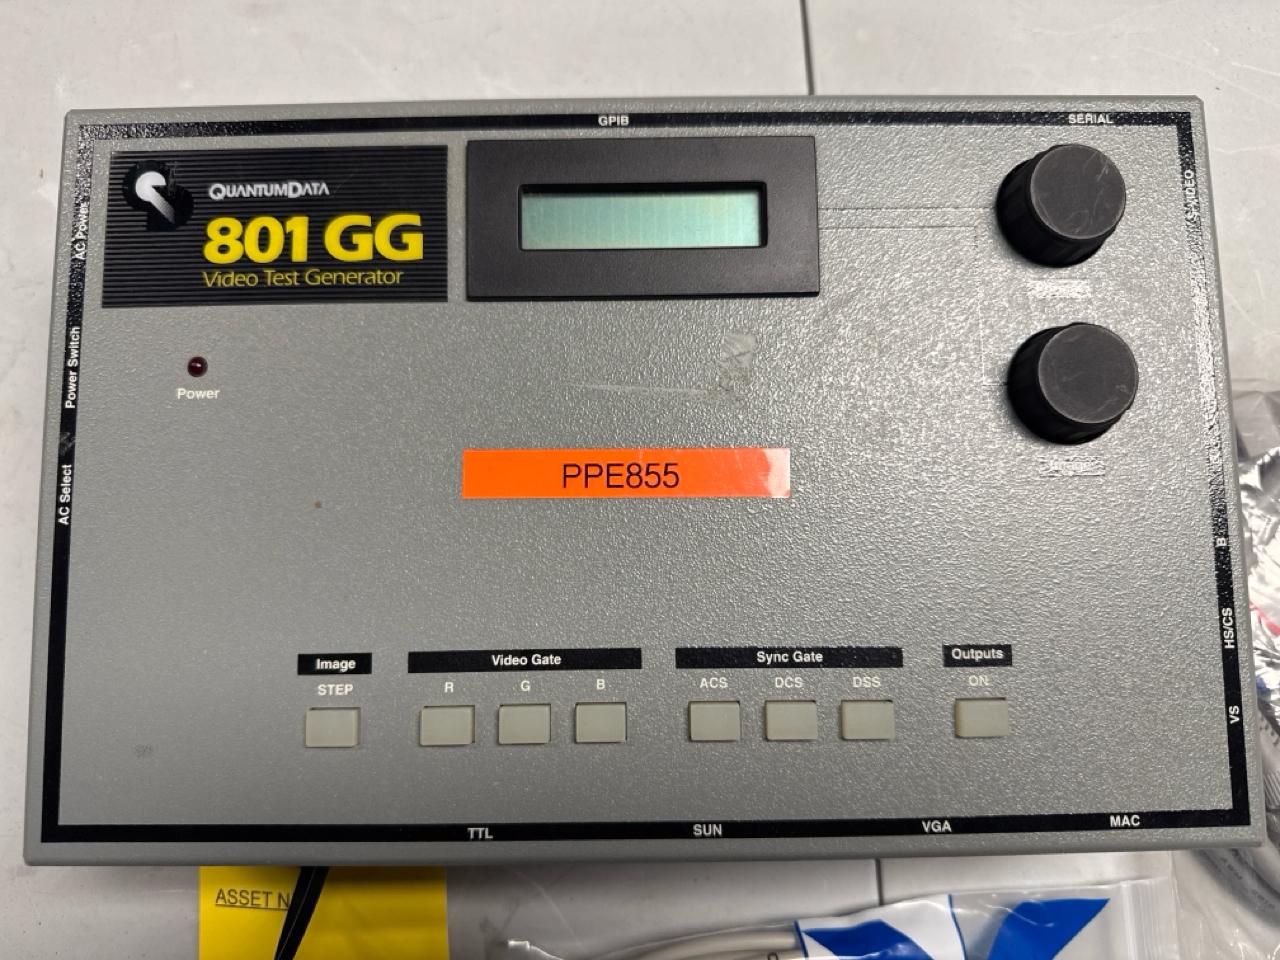 GPIB
SERIAL
QUANTUMDATA
801 GG
Video Test Generator
AC Power
S-VIDEO
Power Switch
Power
AC Select
PPE855
B
HS/CS
VS
Image
Video Gate
Sync Gate
Outputs
STEP
R
G
B
ACS
DCS
DSS
ON
TTL
SUN
VGA
MAC
ASSET N